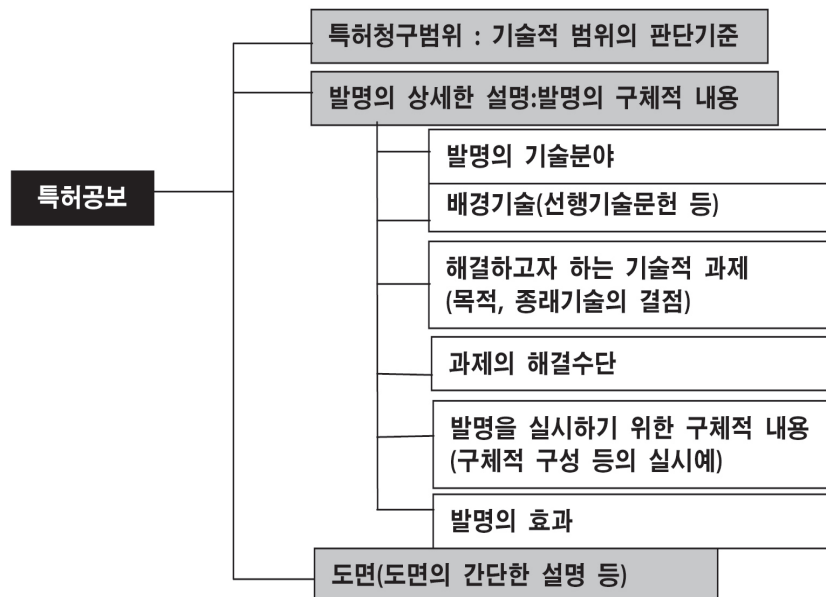 특허청구범위 : 기술적 범위의 판단기준
발명의 상세한 설명:발명의 구체적 내용
발명의 기술분야
특허공보
배경기술(선행기술문헌 등)
해결하고자 하는 기술적 과제
(목적, 종래기술의 결점)
과제의 해결수단
발명을 실시하기 위한 구체적 내용
(구체적 구성 등의 실시예)
발명의 효과
도면(도면의 간단한 설명 등)